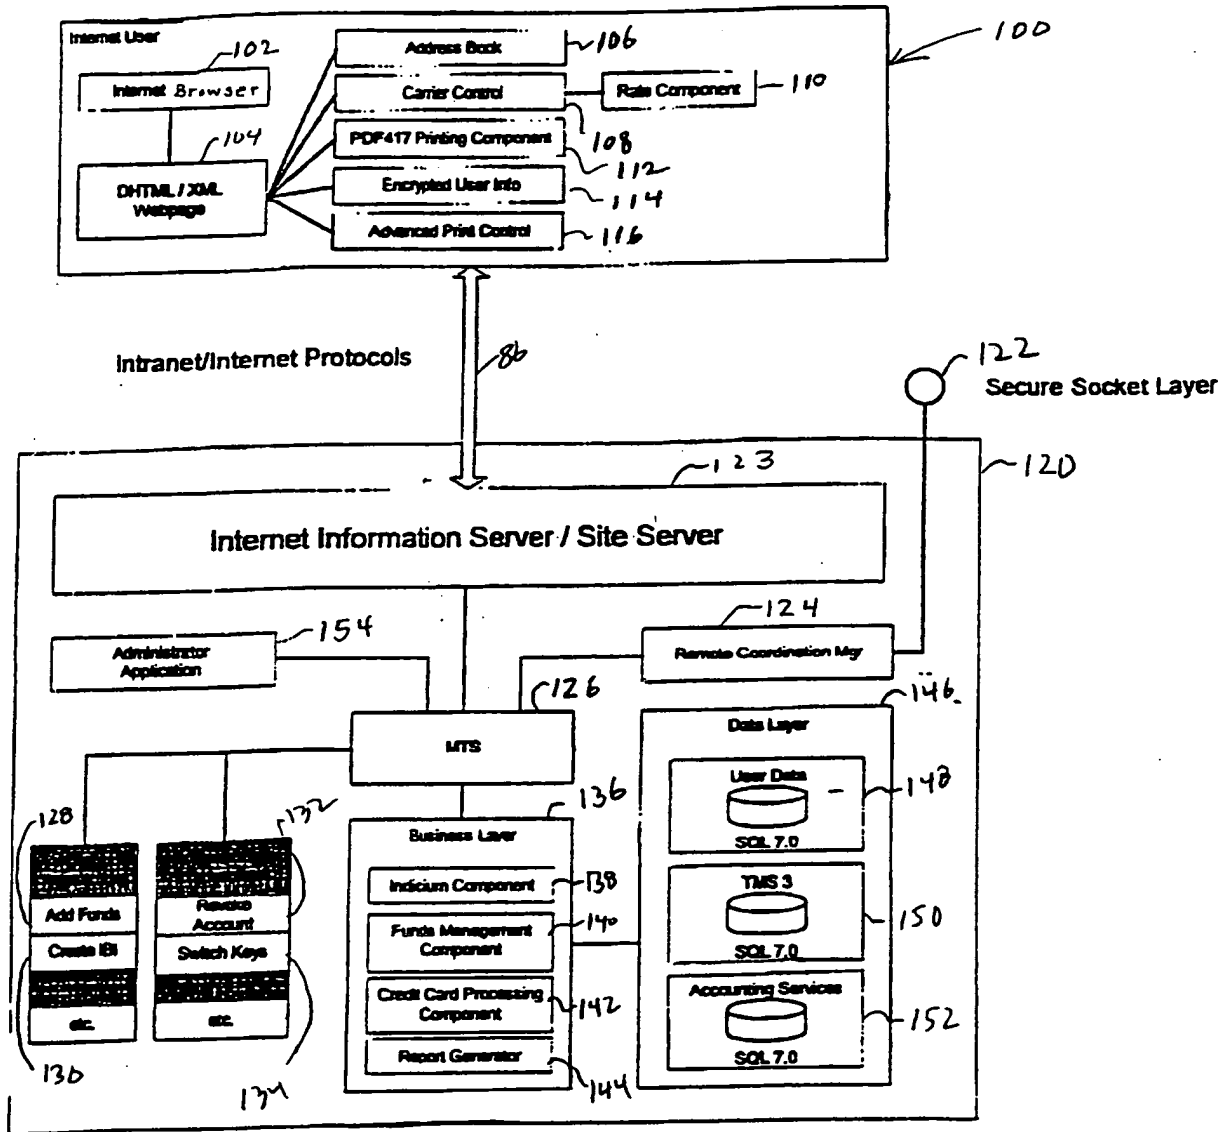 Internet User
102
Internet Browser
104
DHTML / XML
Webpage
Address Book
106
Carrier Control
108
Rate Component
110
PDF417 Printing Component
112
Encrypted User Info
114
Advanced Print Control
116
100
Intranet/Internet Protocols
86
122
Secure Socket Layer
120
123
Internet Information Server / Site Server
154
Administrator
Application
124
Remote Coordination Mgr
126
MTS
146
Data Layer
User Data
148
SQL 7.0
TMS 3
150
SQL 7.0
Accounting Services
152
SQL 7.0
128
Add Funds
Create IBI
etc.
130
132
Revoke
Account
Switch Keys
etc.
134
136
Business Layer
Indicium Component
138
Funds Management
Component
140
Credit Card Processing
Component
142
Report Generator
144